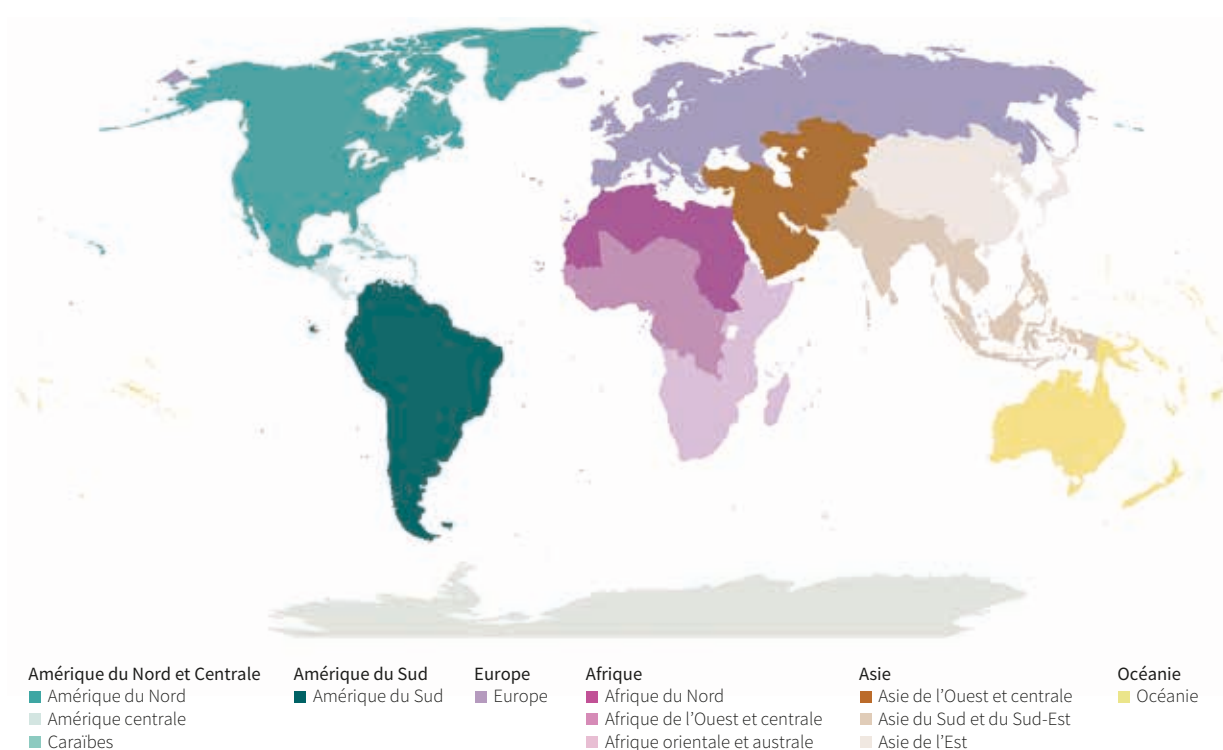 Amérique du Nord et Centrale
Amérique du Nord
Amérique centrale
Caraïbes
Amérique du Sud
Amérique du Sud
Europe
Europe
Afrique
Afrique du Nord
Afrique de l’Ouest et centrale
Afrique orientale et australe
Asie
Asie de l’Ouest et centrale
Asie du Sud et du Sud-Est
Asie de l’Est
Océanie
Océanie